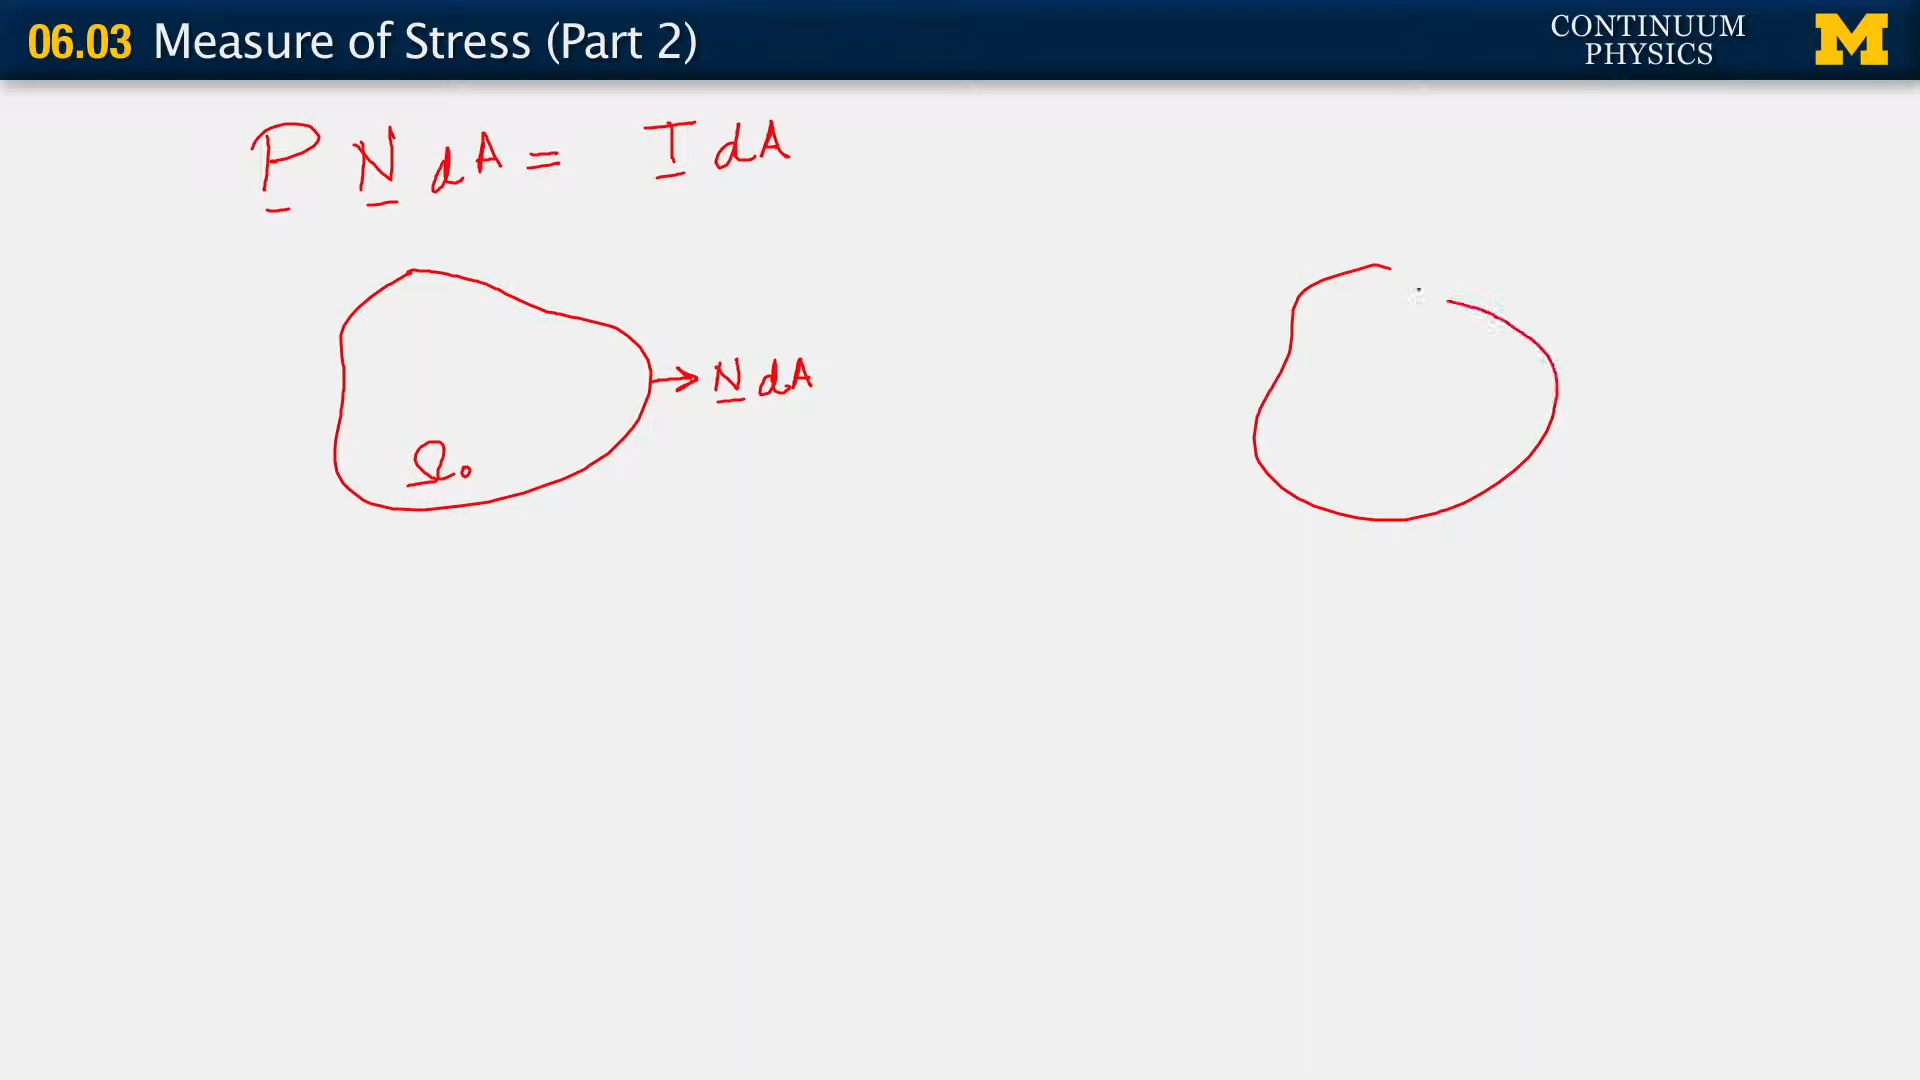 06.03 Measure of Stress (Part 2)
CONTINUUM
PHYSICS
M
P N dA = T dA
N dA
Ω₀